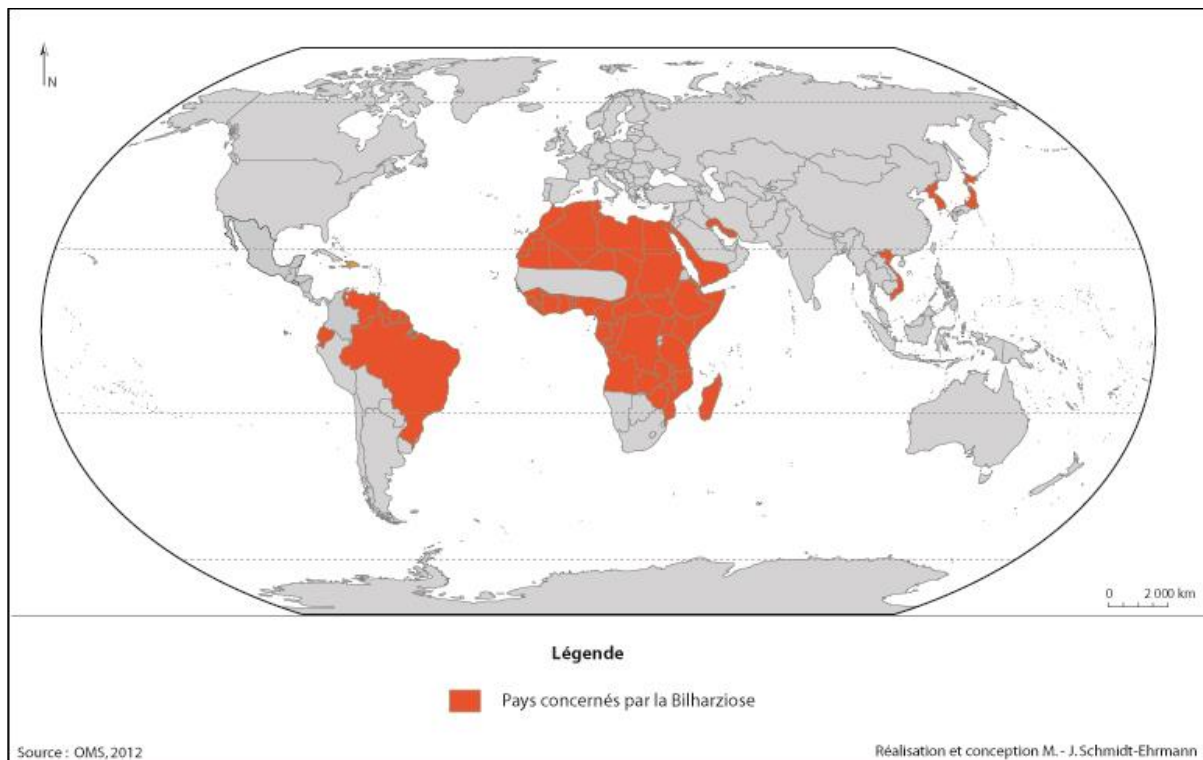 N
0 2 000 km
Légende
Pays concernés par la Bilharziose
Source : OMS, 2012
Réalisation et conception M. - J. Schmidt-Ehrmann